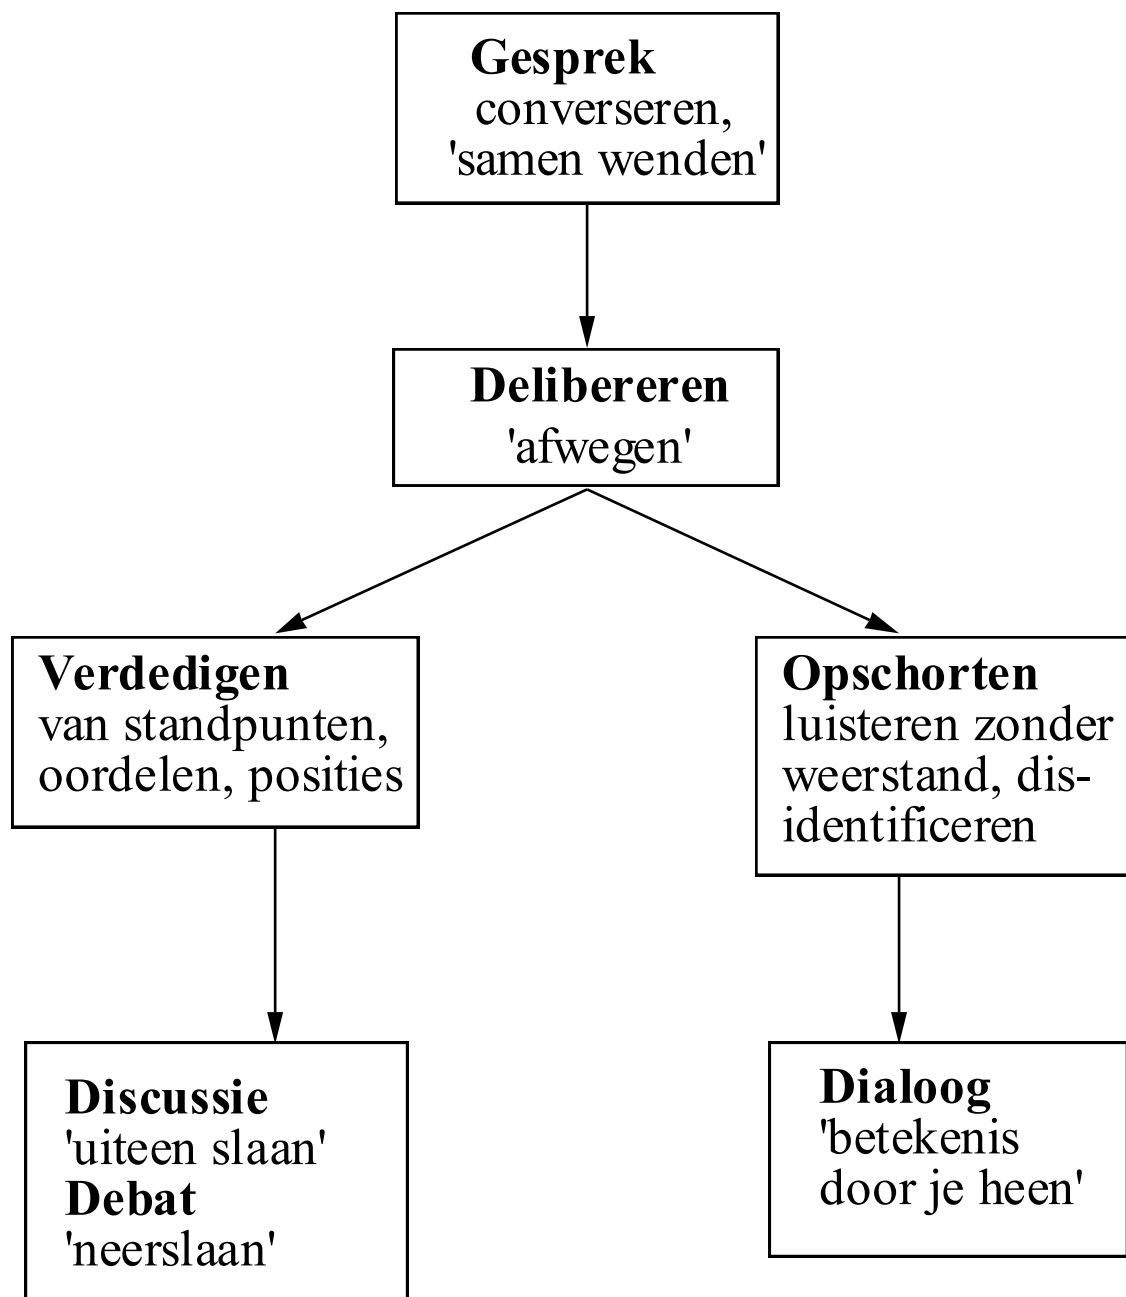 Gesprek
converseren,
'samen wenden'
Delibereren
'afwegen'
Verdedigen
van standpunten,
oordelen, posities
Opschorten
luisteren zonder
weerstand, dis-
identificeren
Discussie
'uiteen slaan'
Debat
'neerslaan'
Dialoog
'betekenis
door je heen'